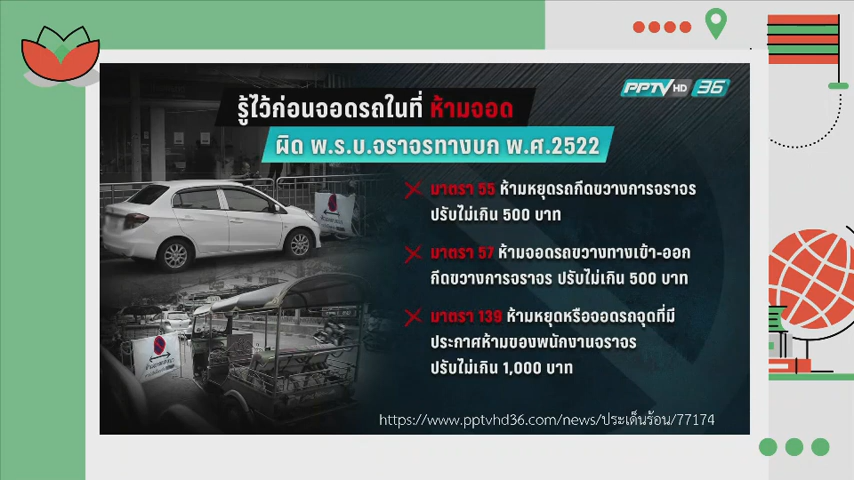 PPTV HD 36
รู้ไว้ก่อนจอดรถในที่ ห้ามจอด
ผิด พ.ร.บ.จราจรทางบก พ.ศ.2522
มาตรา 55 ห้ามหยุดรถกีดขวางการจราจร
ปรับไม่เกิน 500 บาท
มาตรา 57 ห้ามจอดรถขวางทางเข้า-ออก
กีดขวางการจราจร ปรับไม่เกิน 500 บาท
มาตรา 139 ห้ามหยุดหรือจอดรถจุดที่มี
ประกาศห้ามของพนักงานจราจร
ปรับไม่เกิน 1,000 บาท
https://www.pptvhd36.com/news/ประเด็นร้อน/77174